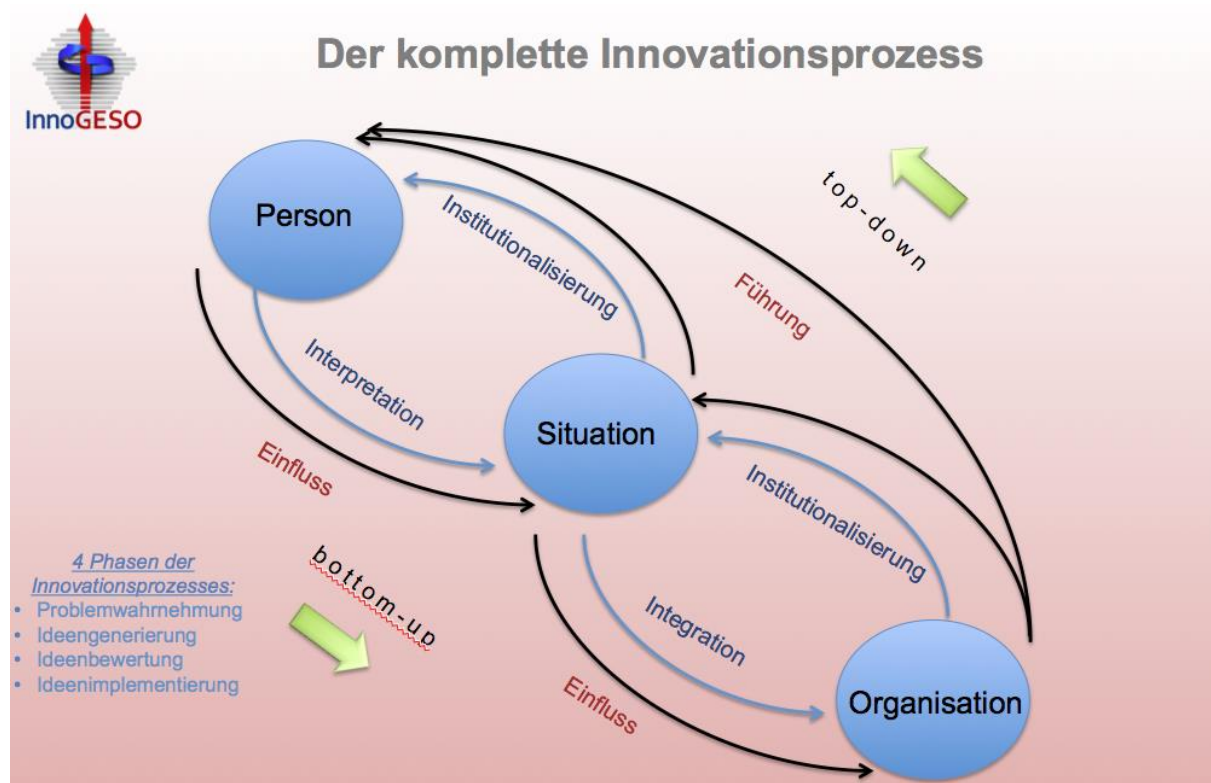 Der komplette Innovationsprozess
InnoGESO
Person
Institutionalisierung
top-down
Führung
Interpretation
Einfluss
Situation
Institutionalisierung
4 Phasen der
Innovationsprozesses:
• Problemwahrnehmung
• Ideengenerierung
• Ideenbewertung
• Ideenimplementierung
bottom-up
Integration
Einfluss
Organisation